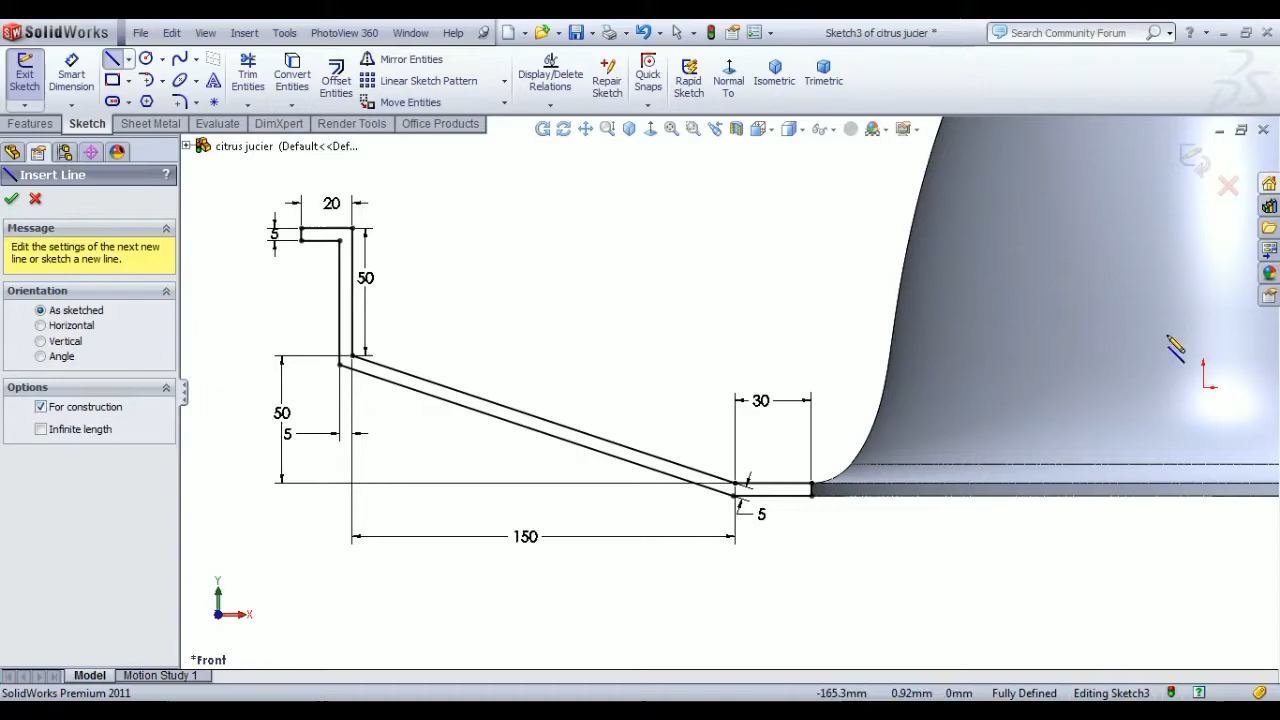 SolidWorks File Edit View Insert Tools PhotoView 360 Window Help Sketch3 of citrus jucier * Search Community Forum
Exit Sketch
Smart Dimension
Trim Entities
Convert Entities
Offset Entities
Mirror Entities
Linear Sketch Pattern
Move Entities
Display/Delete Relations
Repair Sketch
Quick Snaps
Rapid Sketch
Normal To
Isometric
Trimetric
Features Sketch Sheet Metal Evaluate DimXpert Render Tools Office Products
citrus jucier (Default<<Def...
Insert Line ?
Message
Edit the settings of the next new
line or sketch a new line.
Orientation
As sketched
Horizontal
Vertical
Angle
Options
For construction
Infinite length
20
5
50
50
5
30
5
150
Y
X
*Front
Model Motion Study 1
SolidWorks Premium 2011 -165.3mm 0.92mm 0mm Fully Defined Editing Sketch3